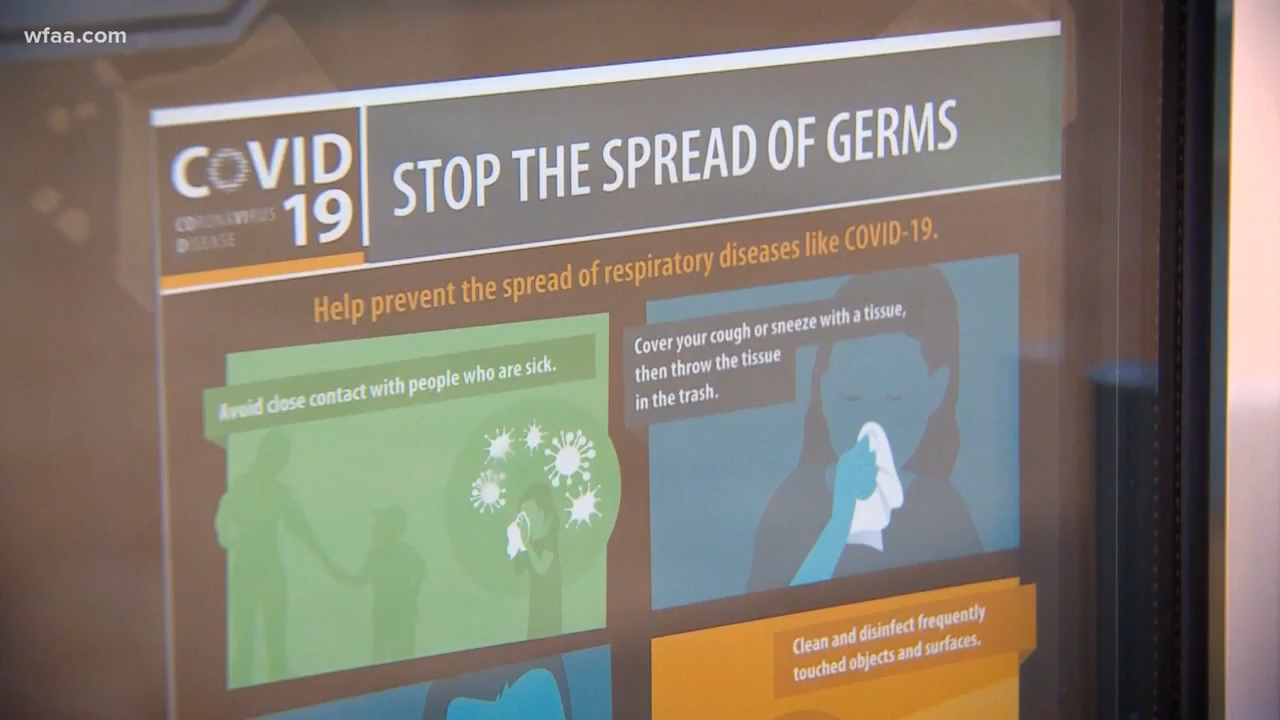 wfaa.com
COVID
19
CORONAVIRUS
DISEASE
STOP THE SPREAD OF GERMS
Help prevent the spread of respiratory diseases like COVID-19.
Avoid close contact with people who are sick.
Cover your cough or sneeze with a tissue,
then throw the tissue
in the trash.
Clean and disinfect frequently
touched objects and surfaces.